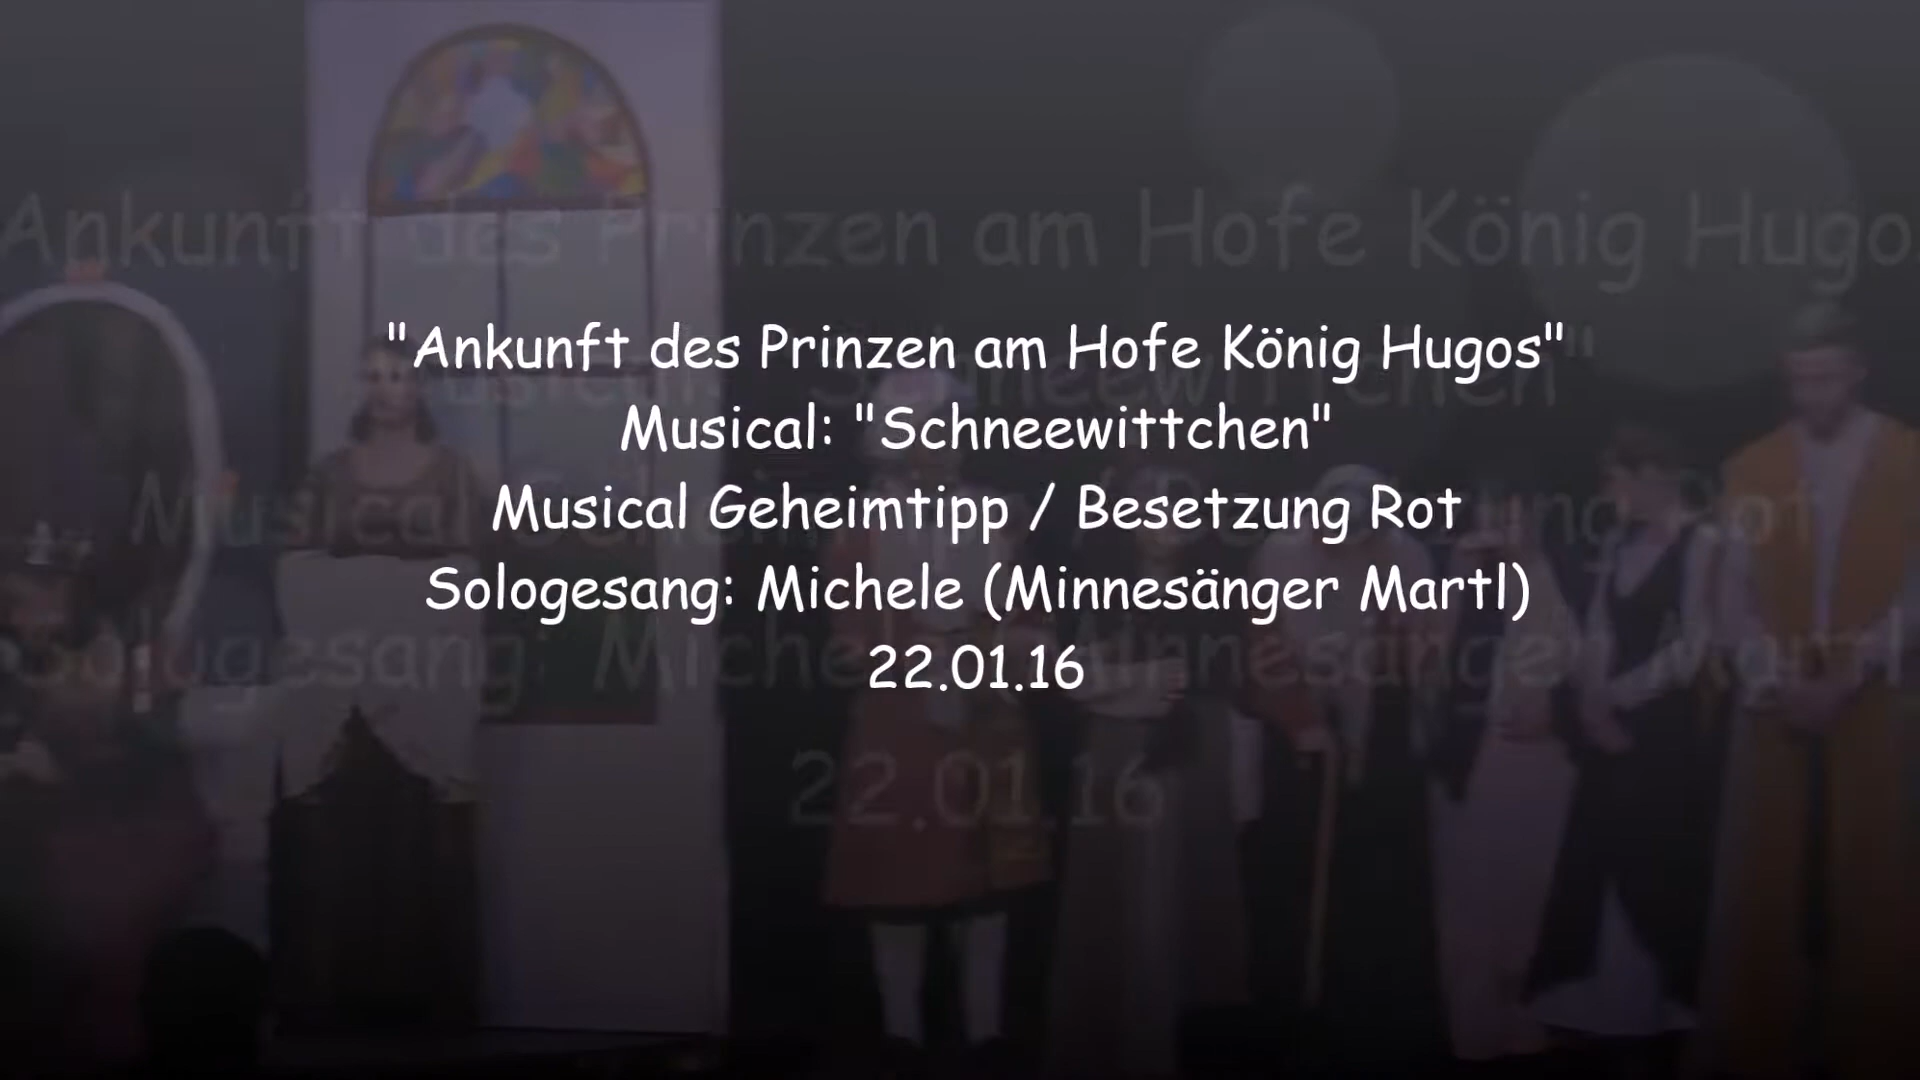 "Ankunft des Prinzen am Hofe König Hugos"
Musical: "Schneewittchen"
Musical Geheimtipp / Besetzung Rot
Sologesang: Michele (Minnesänger Martl)
22.01.16